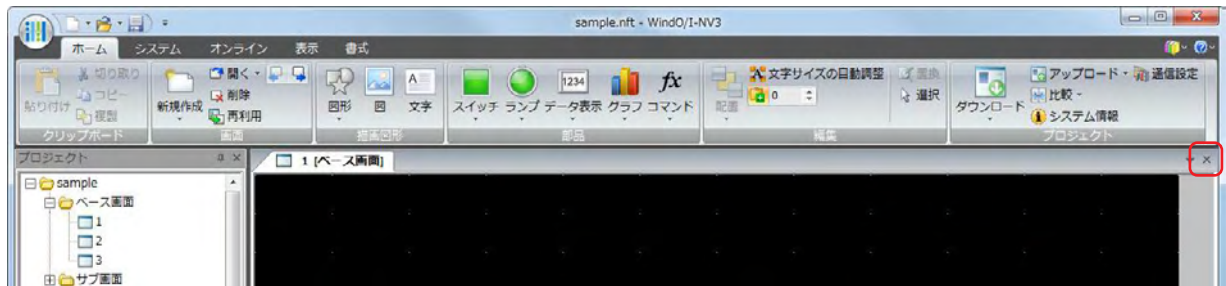 sample.nft - WindO/I-NV3
ホーム システム オンライン 表示 書式
貼り付け 切り取り コピー 複製
クリップボード
新規作成 開く 削除 再利用
画面
図形 図 文字
描画図形
スイッチ ランプ データ表示 グラフ コマンド
1234
A
fx
部品
配置 文字サイズの自動調整 0 置換 選択
編集
ダウンロード アップロード 通信設定 比較 システム情報
プロジェクト
プロジェクト
1 [ベース画面]
sample
ベース画面
1
2
3
サブ画面